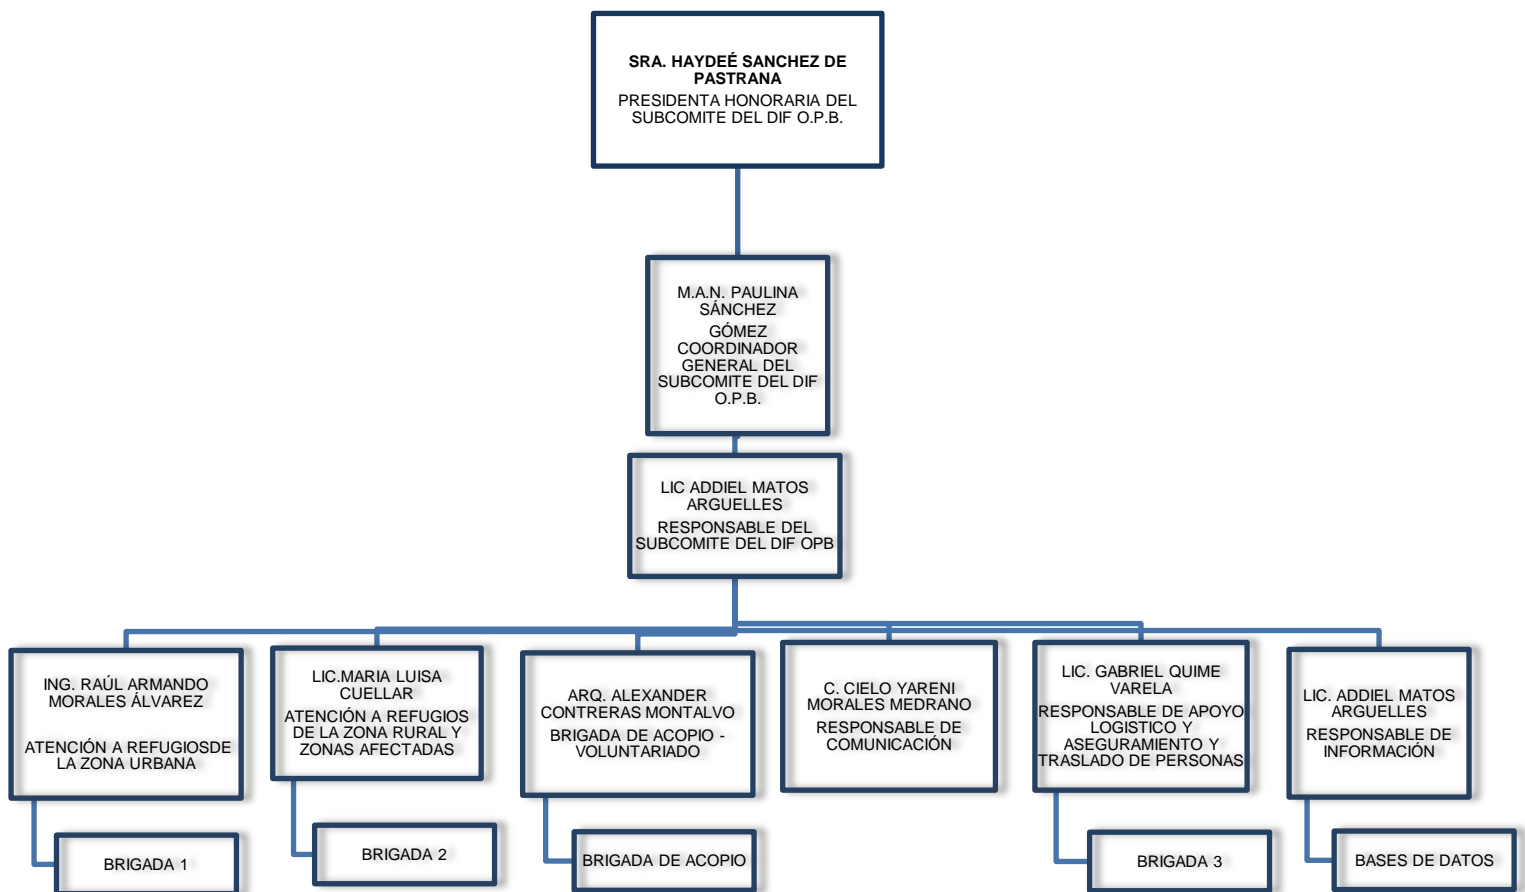 SRA. HAYDEÉ SANCHEZ DE
PASTRANA
PRESIDENTA HONORARIA DEL
SUBCOMITE DEL DIF O.P.B.
M.A.N. PAULINA
SÁNCHEZ
GÓMEZ
COORDINADOR
GENERAL DEL
SUBCOMITE DEL DIF
O.P.B.
LIC ADDIEL MATOS
ARGUELLES
RESPONSABLE DEL
SUBCOMITE DEL DIF OPB
ING. RAÚL ARMANDO
MORALES ÁLVAREZ
ATENCIÓN A REFUGIOSDE
LA ZONA URBANA
LIC.MARIA LUISA
CUELLAR
ATENCIÓN A REFUGIOS
DE LA ZONA RURAL Y
ZONAS AFECTADAS
ARQ. ALEXANDER
CONTRERAS MONTALVO
BRIGADA DE ACOPIO -
VOLUNTARIADO
C. CIELO YARENI
MORALES MEDRANO
RESPONSABLE DE
COMUNICACIÓN
LIC. GABRIEL QUIME
VARELA
RESPONSABLE DE APOYO
LOGISTICO Y
ASEGURAMIENTO Y
TRASLADO DE PERSONAS
LIC. ADDIEL MATOS
ARGUELLES
RESPONSABLE DE
INFORMACIÓN
BRIGADA 1
BRIGADA 2
BRIGADA DE ACOPIO
BRIGADA 3
BASES DE DATOS